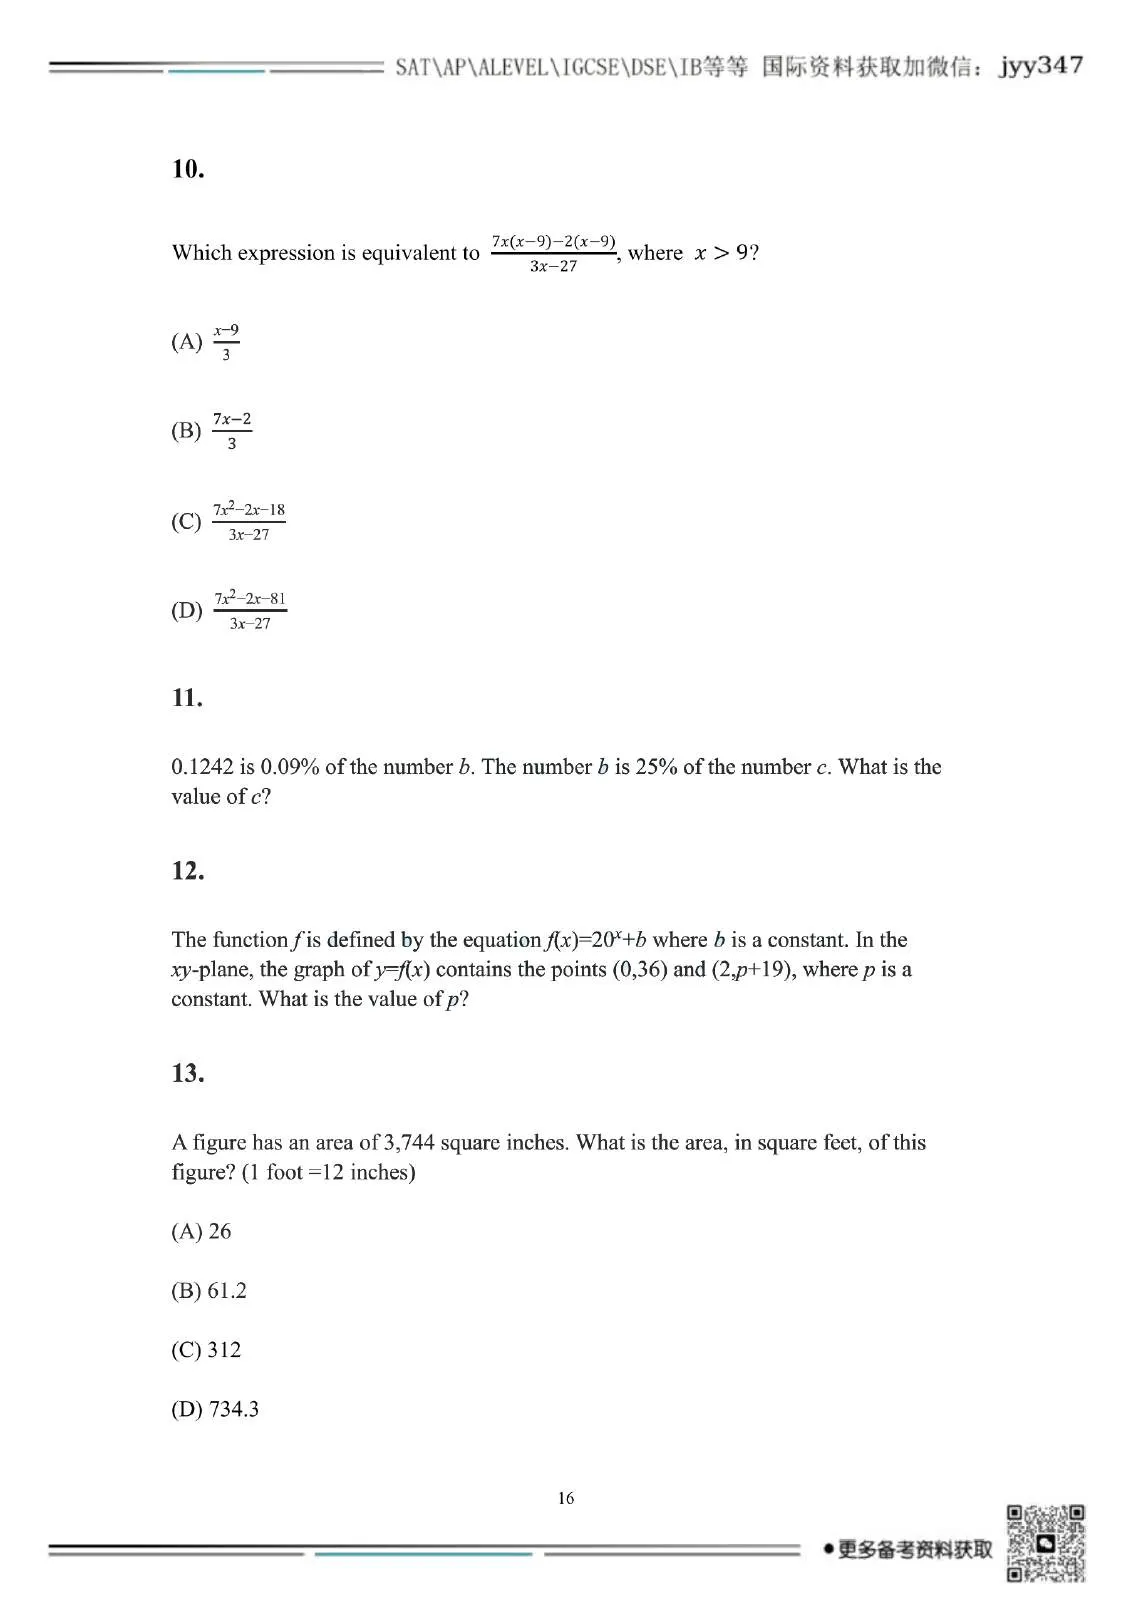 SAT\AP\ALEVEL\IGCSE\DSE\IB等等 国际资料获取加微信：jyy347
10.
Which expression is equivalent to \frac{7x(x−9)−2(x−9)}{3x−27}, where x > 9?
(A) \frac{x−9}{3}
(B) \frac{7x−2}{3}
(C) \frac{7x²−2x−18}{3x−27}
(D) \frac{7x²−2x−81}{3x−27}
11.
0.1242 is 0.09% of the number b. The number b is 25% of the number c. What is the
value of c?
12.
The function f is defined by the equation f(x)=20ˣ+b where b is a constant. In the
xy-plane, the graph of y=f(x) contains the points (0,36) and (2,p+19), where p is a
constant. What is the value of p?
13.
A figure has an area of 3,744 square inches. What is the area, in square feet, of this
figure? (1 foot =12 inches)
(A) 26
(B) 61.2
(C) 312
(D) 734.3
16
●更多备考资料获取